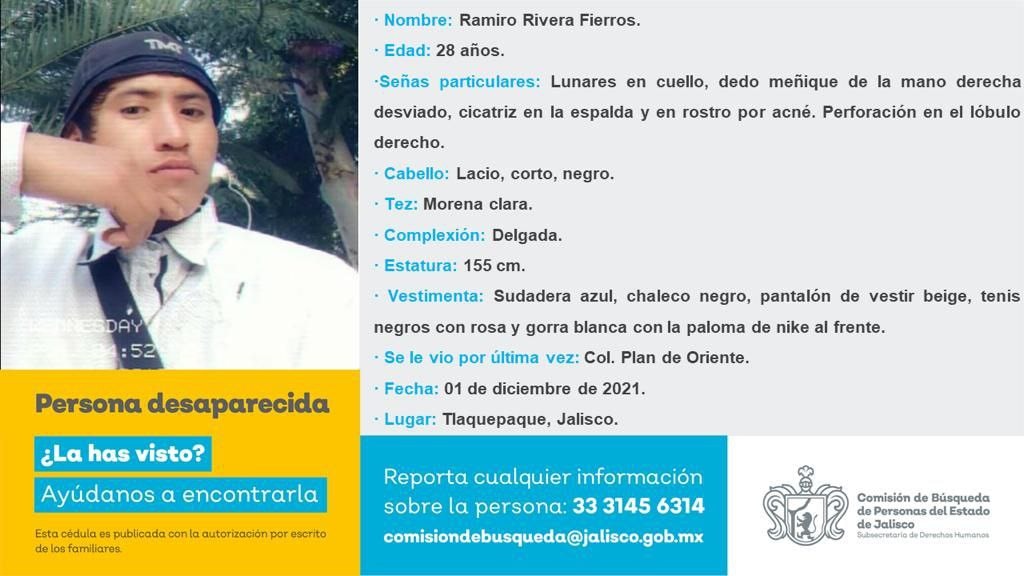 TMT
WEDNESDAY
04:52
· Nombre: Ramiro Rivera Fierros.
· Edad: 28 años.
·Señas particulares: Lunares en cuello, dedo meñique de la mano derecha
desviado, cicatriz en la espalda y en rostro por acné. Perforación en el lóbulo
derecho.
· Cabello: Lacio, corto, negro.
· Tez: Morena clara.
· Complexión: Delgada.
· Estatura: 155 cm.
· Vestimenta: Sudadera azul, chaleco negro, pantalón de vestir beige, tenis
negros con rosa y gorra blanca con la paloma de nike al frente.
· Se le vio por última vez: Col. Plan de Oriente.
· Fecha: 01 de diciembre de 2021.
· Lugar: Tlaquepaque, Jalisco.
Persona desaparecida
¿La has visto?
Ayúdanos a encontrarla
Esta cédula es publicada con la autorización por escrito
de los familiares.
Reporta cualquier información
sobre la persona: 33 3145 6314
comisiondebusqueda@jalisco.gob.mx
Comisión de Búsqueda
de Personas del Estado
de Jalisco
Subsecretaría de Derechos Humanos